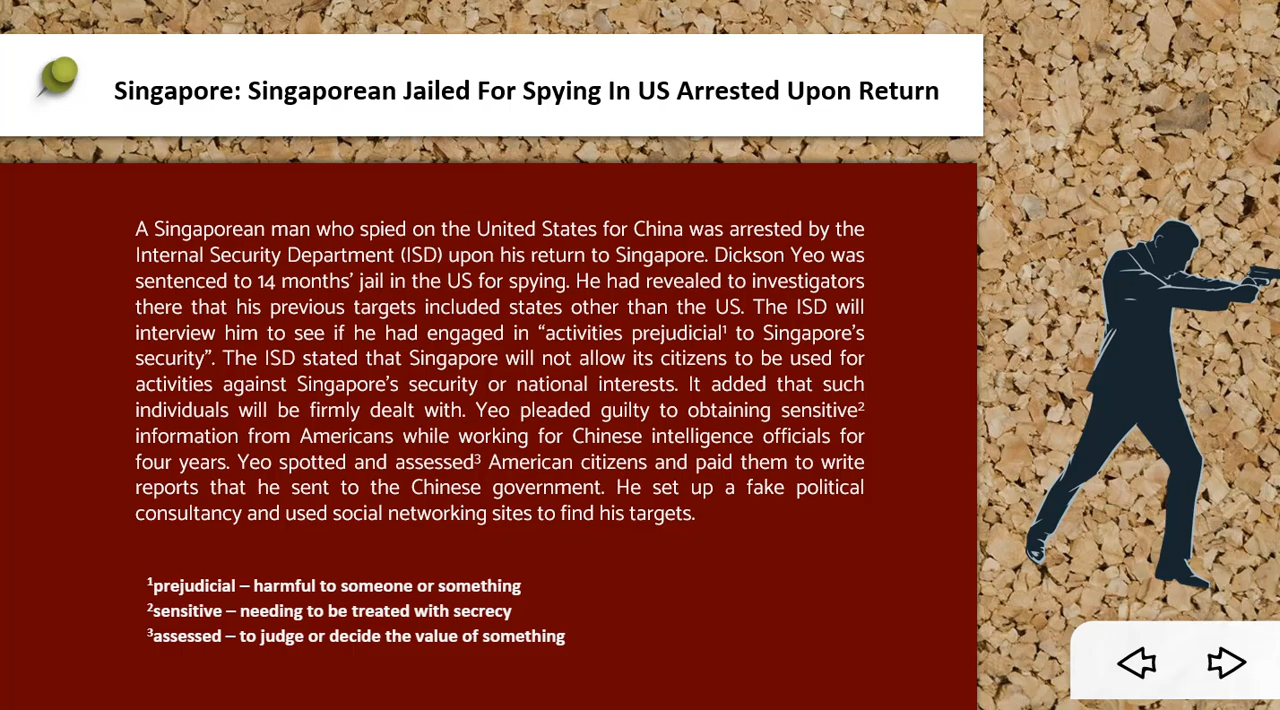 Singapore: Singaporean Jailed For Spying In US Arrested Upon Return
A Singaporean man who spied on the United States for China was arrested by the
Internal Security Department (ISD) upon his return to Singapore. Dickson Yeo was
sentenced to 14 months’ jail in the US for spying. He had revealed to investigators
there that his previous targets included states other than the US. The ISD will
interview him to see if he had engaged in “activities prejudicial¹ to Singapore’s
security”. The ISD stated that Singapore will not allow its citizens to be used for
activities against Singapore’s security or national interests. It added that such
individuals will be firmly dealt with. Yeo pleaded guilty to obtaining sensitive²
information from Americans while working for Chinese intelligence officials for
four years. Yeo spotted and assessed³ American citizens and paid them to write
reports that he sent to the Chinese government. He set up a fake political
consultancy and used social networking sites to find his targets.
¹prejudicial – harmful to someone or something
²sensitive – needing to be treated with secrecy
³assessed – to judge or decide the value of something